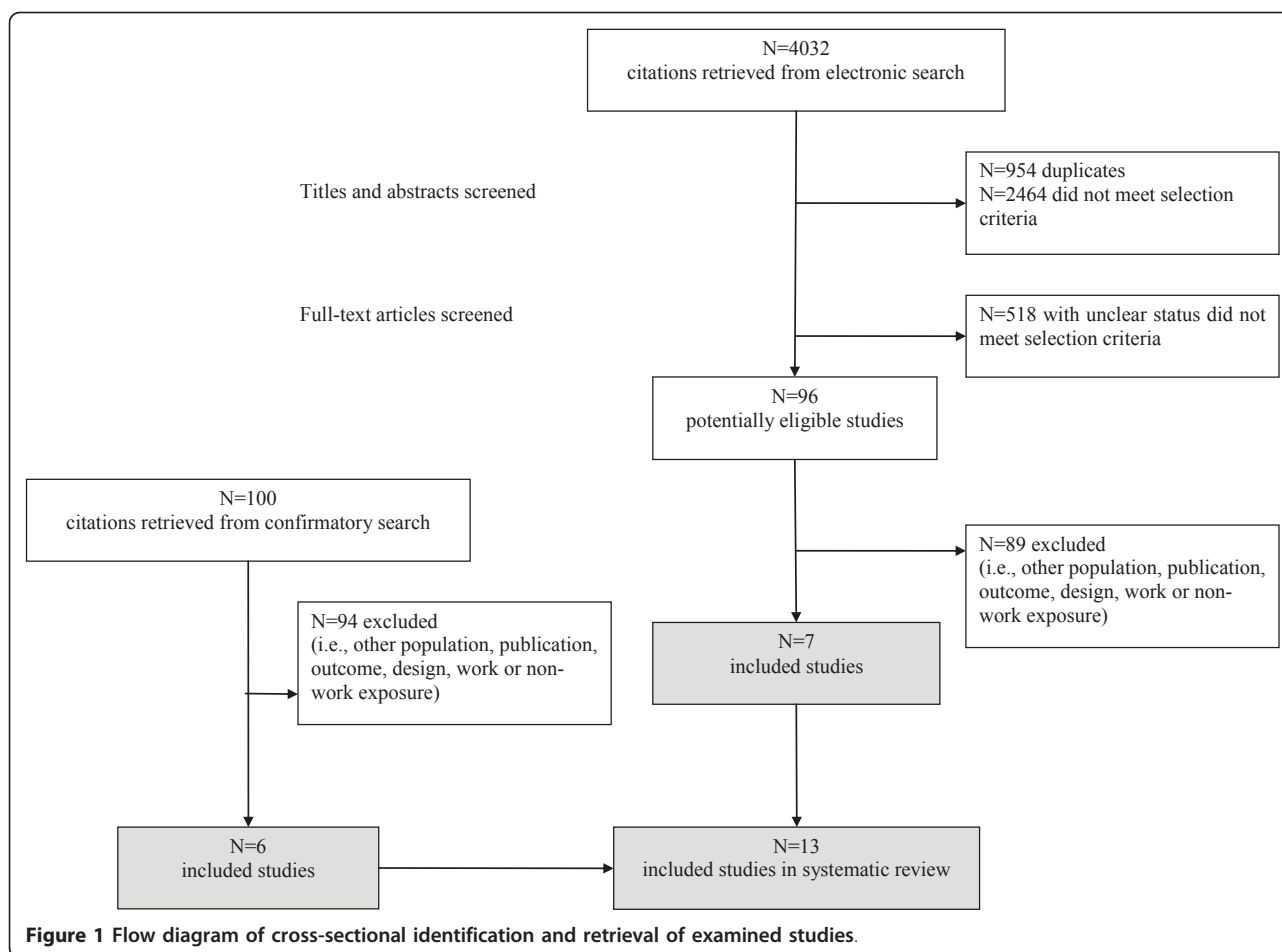 N=4032
citations retrieved from electronic search
Titles and abstracts screened
N=954 duplicates
N=2464 did not meet selection
criteria
Full-text articles screened
N=518 with unclear status did not
meet selection criteria
N=96
potentially eligible studies
N=100
citations retrieved from confirmatory search
N=89 excluded
(i.e., other population, publication,
outcome, design, work or non-
work exposure)
N=94 excluded
(i.e., other population, publication,
outcome, design, work or non-
work exposure)
N=7
included studies
N=6
included studies
N=13
included studies in systematic review
Figure 1 Flow diagram of cross-sectional identification and retrieval of examined studies.